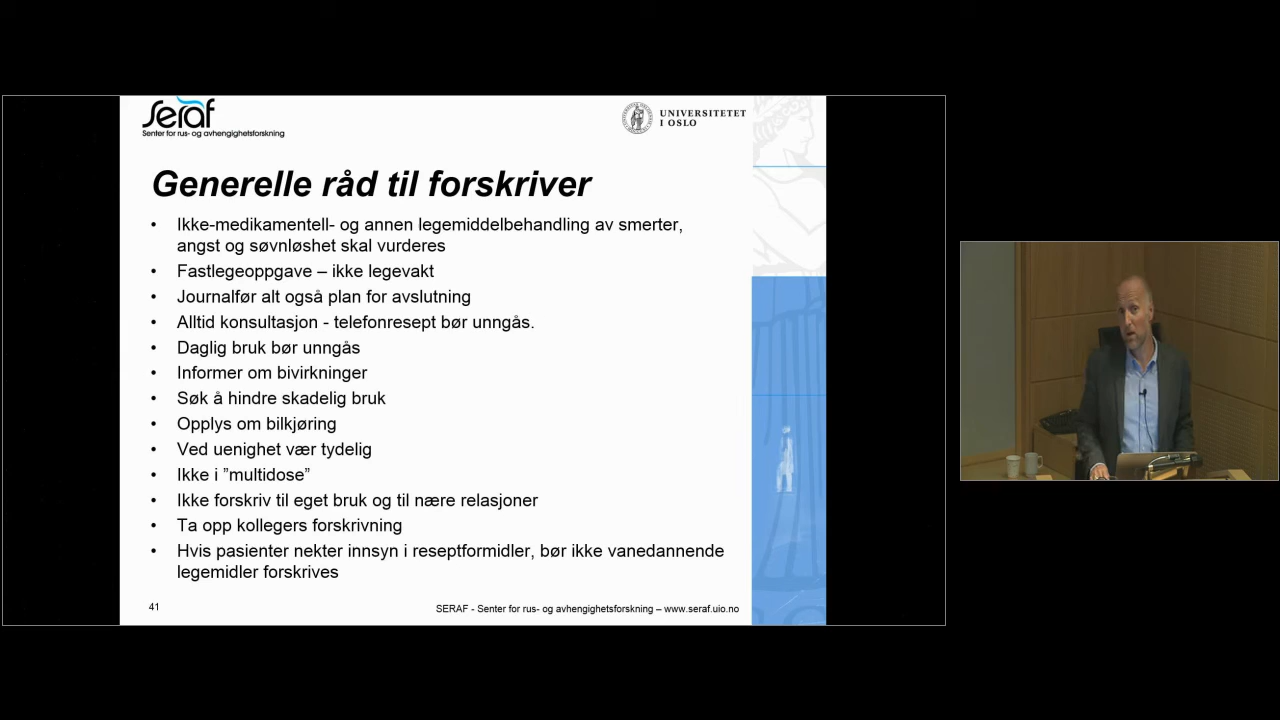 seraf
Senter for rus- og avhengighetsforskning
UNIVERSITETET
I OSLO
Generelle råd til forskriver
• Ikke-medikamentell- og annen legemiddelbehandling av smerter,
angst og søvnløshet skal vurderes
• Fastlegeoppgave – ikke legevakt
• Journalfør alt også plan for avslutning
• Alltid konsultasjon - telefonresept bør unngås.
• Daglig bruk bør unngås
• Informer om bivirkninger
• Søk å hindre skadelig bruk
• Opplys om bilkjøring
• Ved uenighet vær tydelig
• Ikke i ”multidose”
• Ikke forskriv til eget bruk og til nære relasjoner
• Ta opp kollegers forskrivning
• Hvis pasienter nekter innsyn i reseptformidler, bør ikke vanedannende
legemidler forskrives
41
SERAF - Senter for rus- og avhengighetsforskning – www.seraf.uio.no